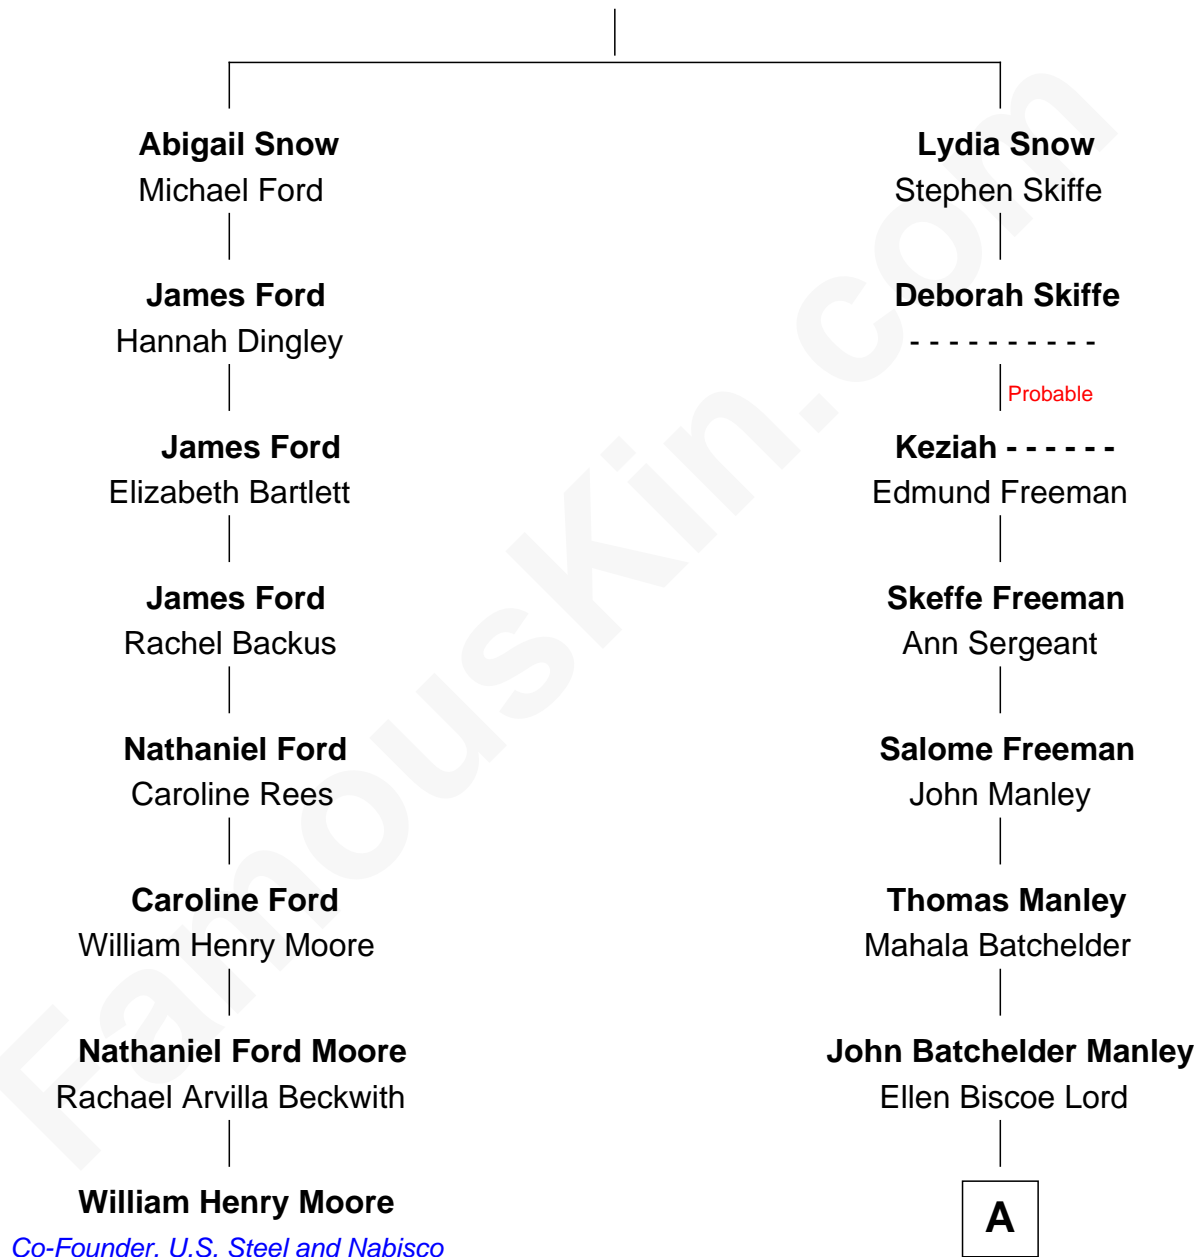 Abigail Snow
Michael Ford
Lydia Snow
Stephen Skiffe
James Ford
Hannah Dingley
Deborah Skiffe
- - - - - - - - - -
Probable
James Ford
Elizabeth Bartlett
Keziah - - - - - -
Edmund Freeman
James Ford
Rachel Backus
Skeffe Freeman
Ann Sergeant
Nathaniel Ford
Caroline Rees
Salome Freeman
John Manley
Caroline Ford
William Henry Moore
Thomas Manley
Mahala Batchelder
Nathaniel Ford Moore
Rachael Arvilla Beckwith
John Batchelder Manley
Ellen Biscoe Lord
William Henry Moore
Co-Founder, U.S. Steel and Nabisco
A
FamousKin.com